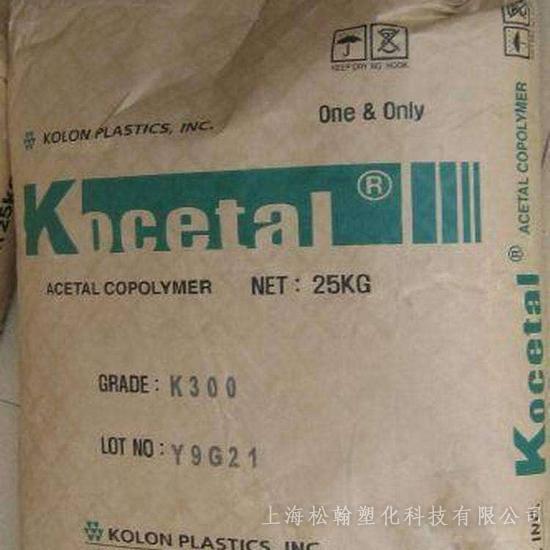 KEEP DRY NO HOOK
One & Only
KOLON PLASTICS, INC.
Kocetal®
ACETAL COPOLYMER NET : 25KG
GRADE : K300
LOT NO : Y9G21
KOLON PLASTICS, INC.
Kocetal® ACETAL COPOLYMER
25KG
上海松翰塑化科技有限公司